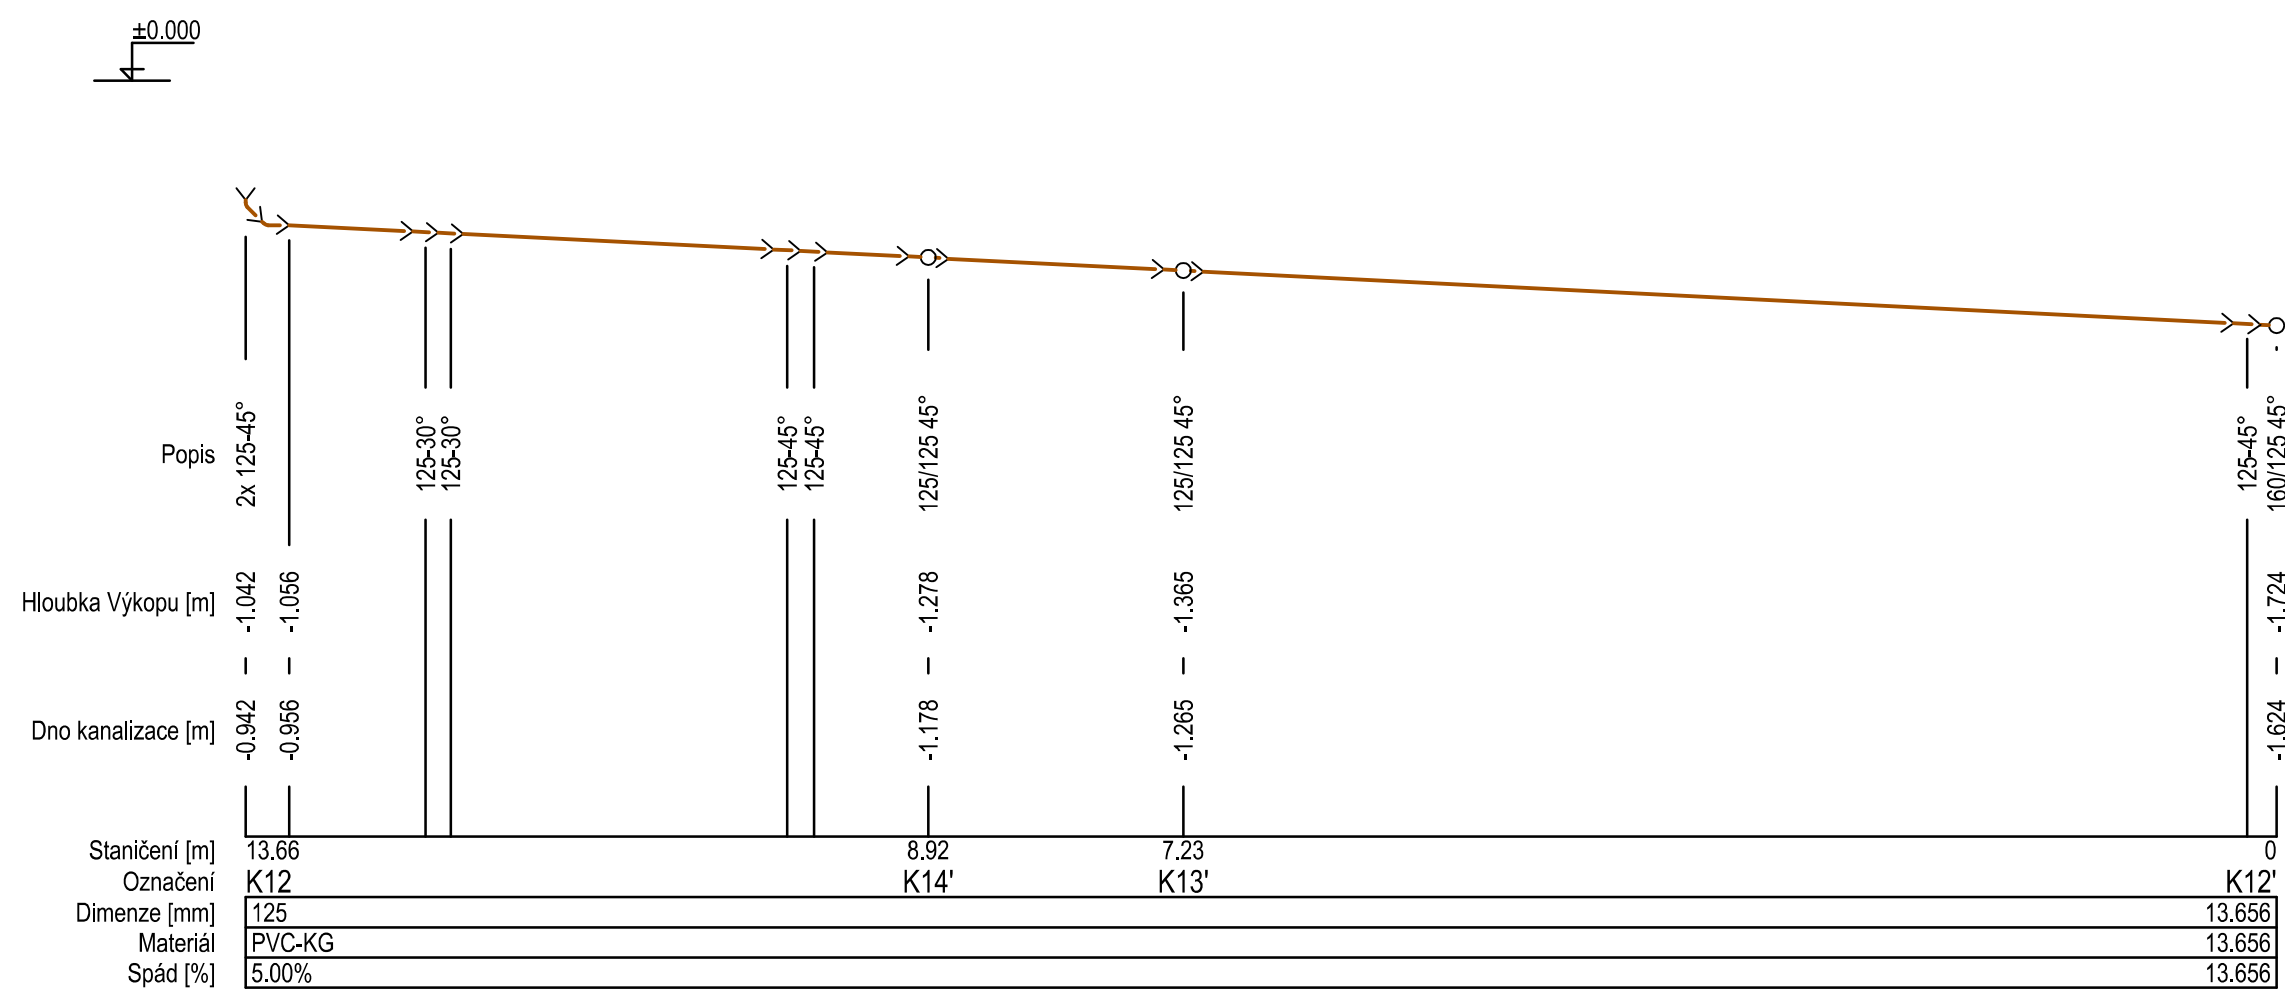 ±0.000
Popis 2x 125-45° 125-30° 125-30° 125-45° 125-45° 125/125 45° 125/125 45° 125-45° 160/125 45°
Hloubka Výkopu [m] -1.042 -1.056 -1.278 -1.365 -1.724
Dno kanalizace [m] -0.942 -0.956 -1.178 -1.265 -1.624
Staničení [m] 13.66 8.92 7.23 0
Označení K12 K14' K13' K12'
Dimenze [mm] 125 13.656
Materiál PVC-KG 13.656
Spád [%] 5.00% 13.656